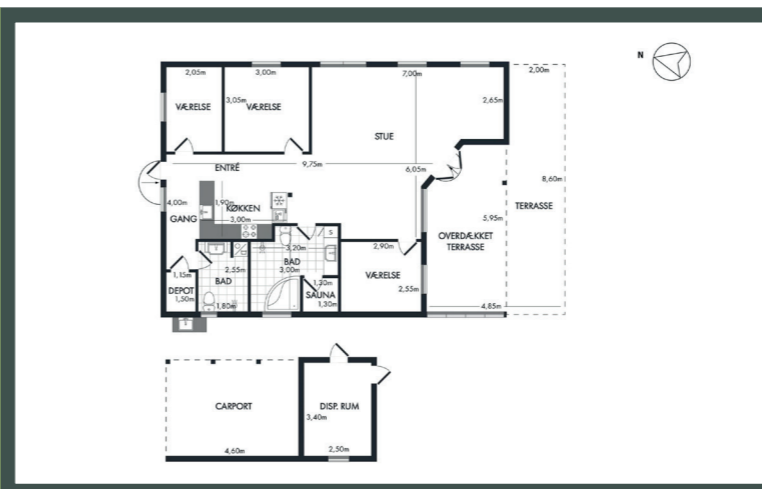 N
2,05m
3,00m
7,00m
2,00m
VÆRELSE
3,05m
VÆRELSE
2,65m
STUE
ENTRÉ
9,75m
6,05m
8,60m
4,00m
1,90m
KØKKEN
GANG
3,00m
5,95m
TERRASSE
OVERDÆKKET
TERRASSE
S
3,20m
2,90m
BAD
2,55m
3,00m
VÆRELSE
1,15m
BAD
1,30m
DEPOT
SAUNA
2,55m
1,50m
1,80m
1,30m
4,85m
CARPORT
DISP. RUM
3,40m
4,60m
2,50m